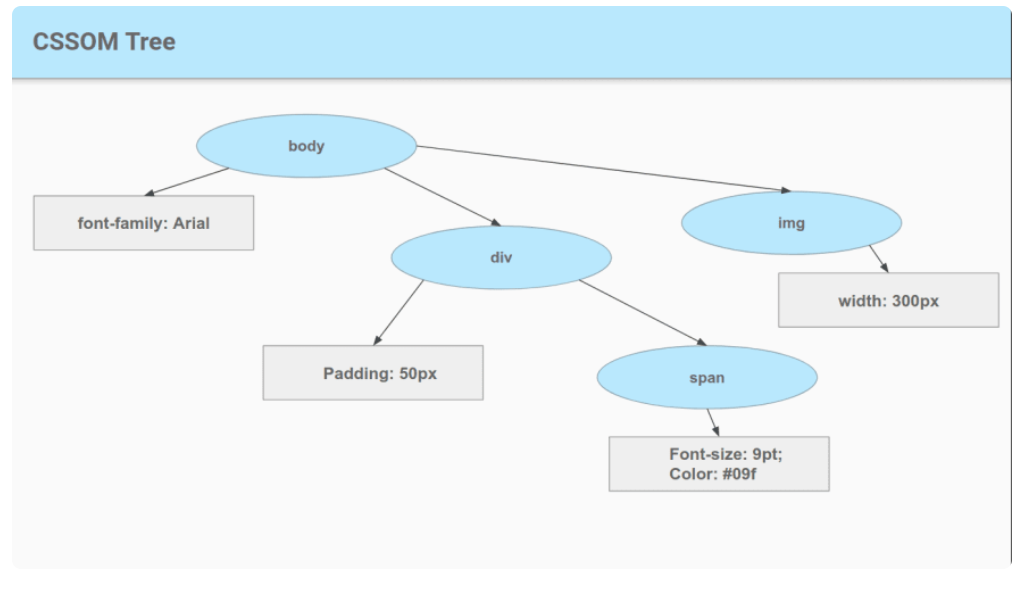 CSSOM Tree
body
font-family: Arial
img
div
width: 300px
Padding: 50px
span
Font-size: 9pt;
Color: #09f